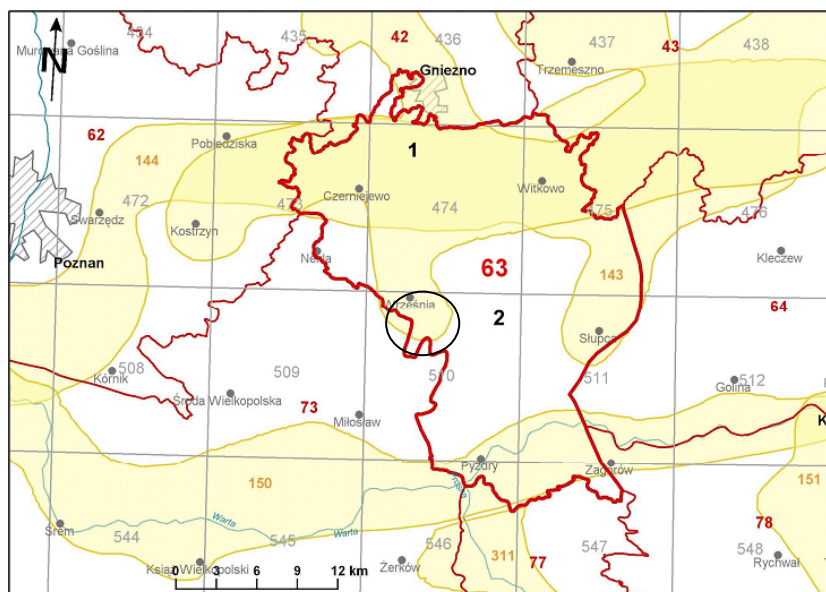 434
435
42
436
437
43
438
Murowana Goślina
N
Gniezno
Trzemeszno
62
Pobiedziska
1
144
472
Czerniejewo
Witkowo
Swarzędz
473
474
475
476
Kostrzyn
Poznan
Nekla
63
143
Kleczew
Września
2
64
Słupca
508
Kórnik
509
510
511
512
Golina
K
Środa Wielkopolska
73
Miłosław
Pyzdry
Zagorów
150
151
Prosna
Warta
Warta
Śrem
544
545
546
547
548
78
Książ Wielkopolski
Żerków
311
77
Rychwał
0 3 6 9 12 km